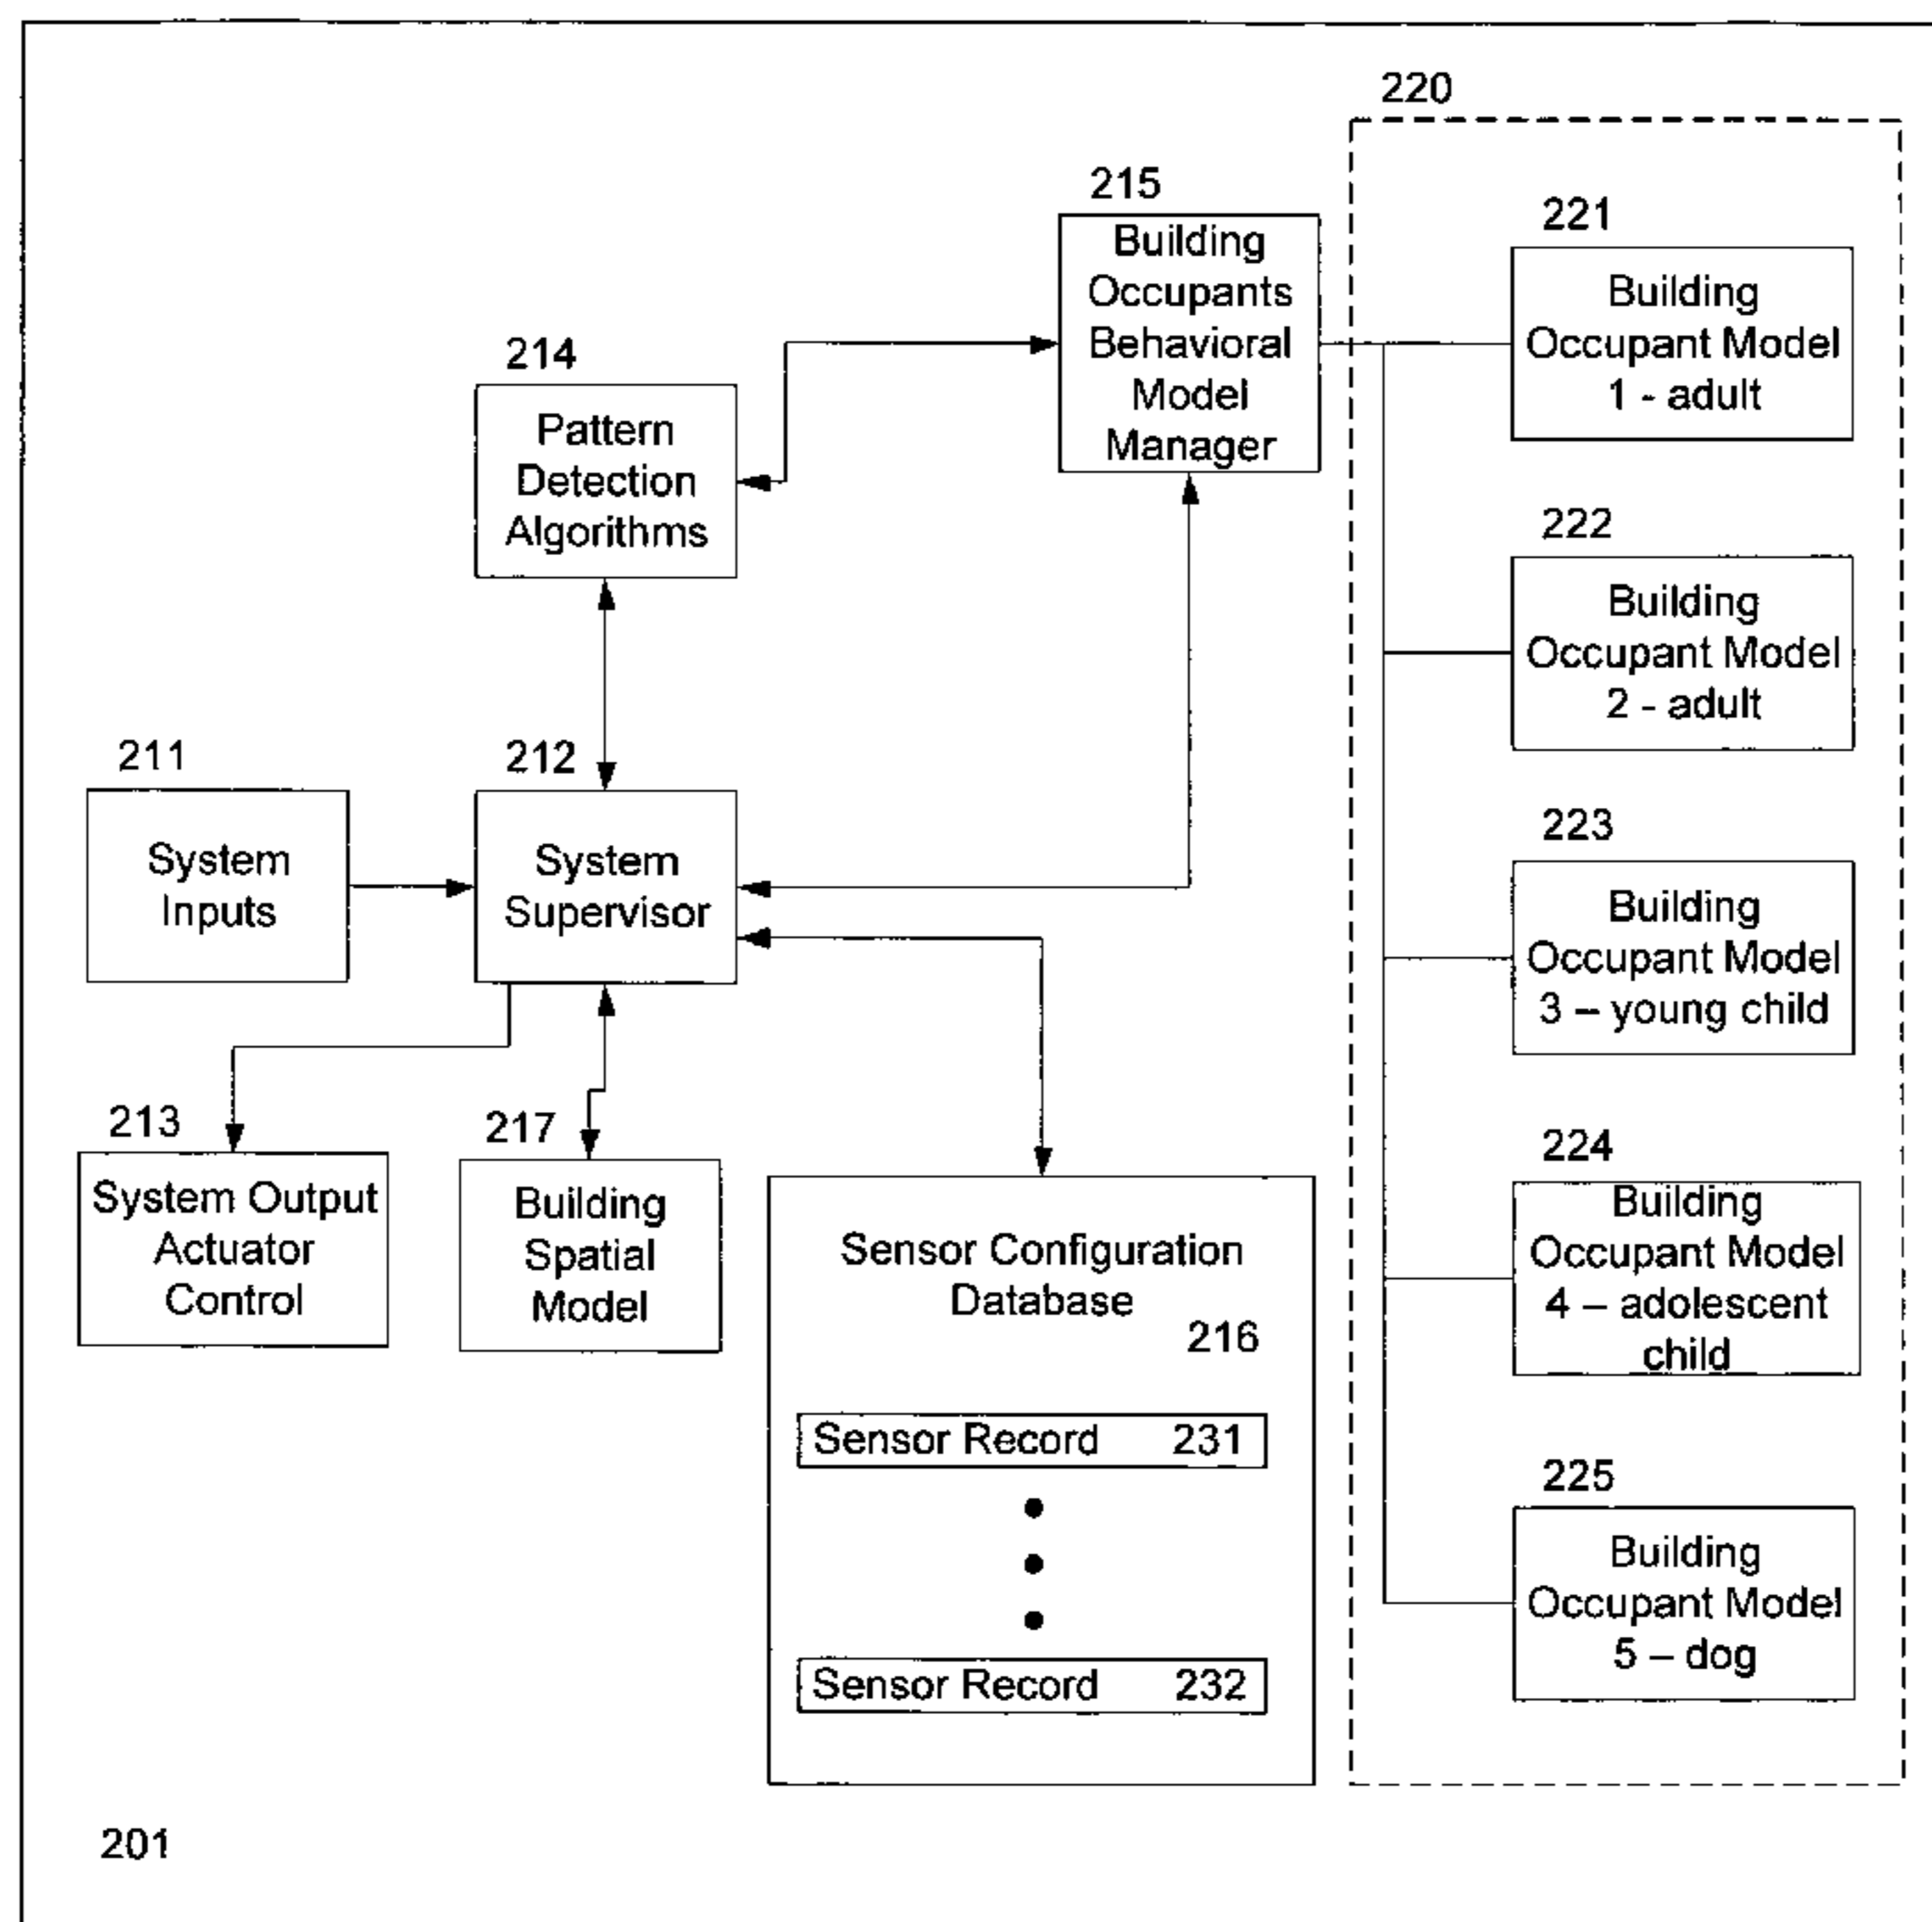 220
215
Building
Occupants
Behavioral
Model
Manager
221
Building
Occupant Model
1 - adult
214
Pattern
Detection
Algorithms
222
Building
Occupant Model
2 - adult
211
System
Inputs
212
System
Supervisor
223
Building
Occupant Model
3 – young child
213
System Output
Actuator
Control
217
Building
Spatial
Model
Sensor Configuration
Database
216
Sensor Record 231
Sensor Record 232
224
Building
Occupant Model
4 – adolescent
child
225
Building
Occupant Model
5 – dog
201